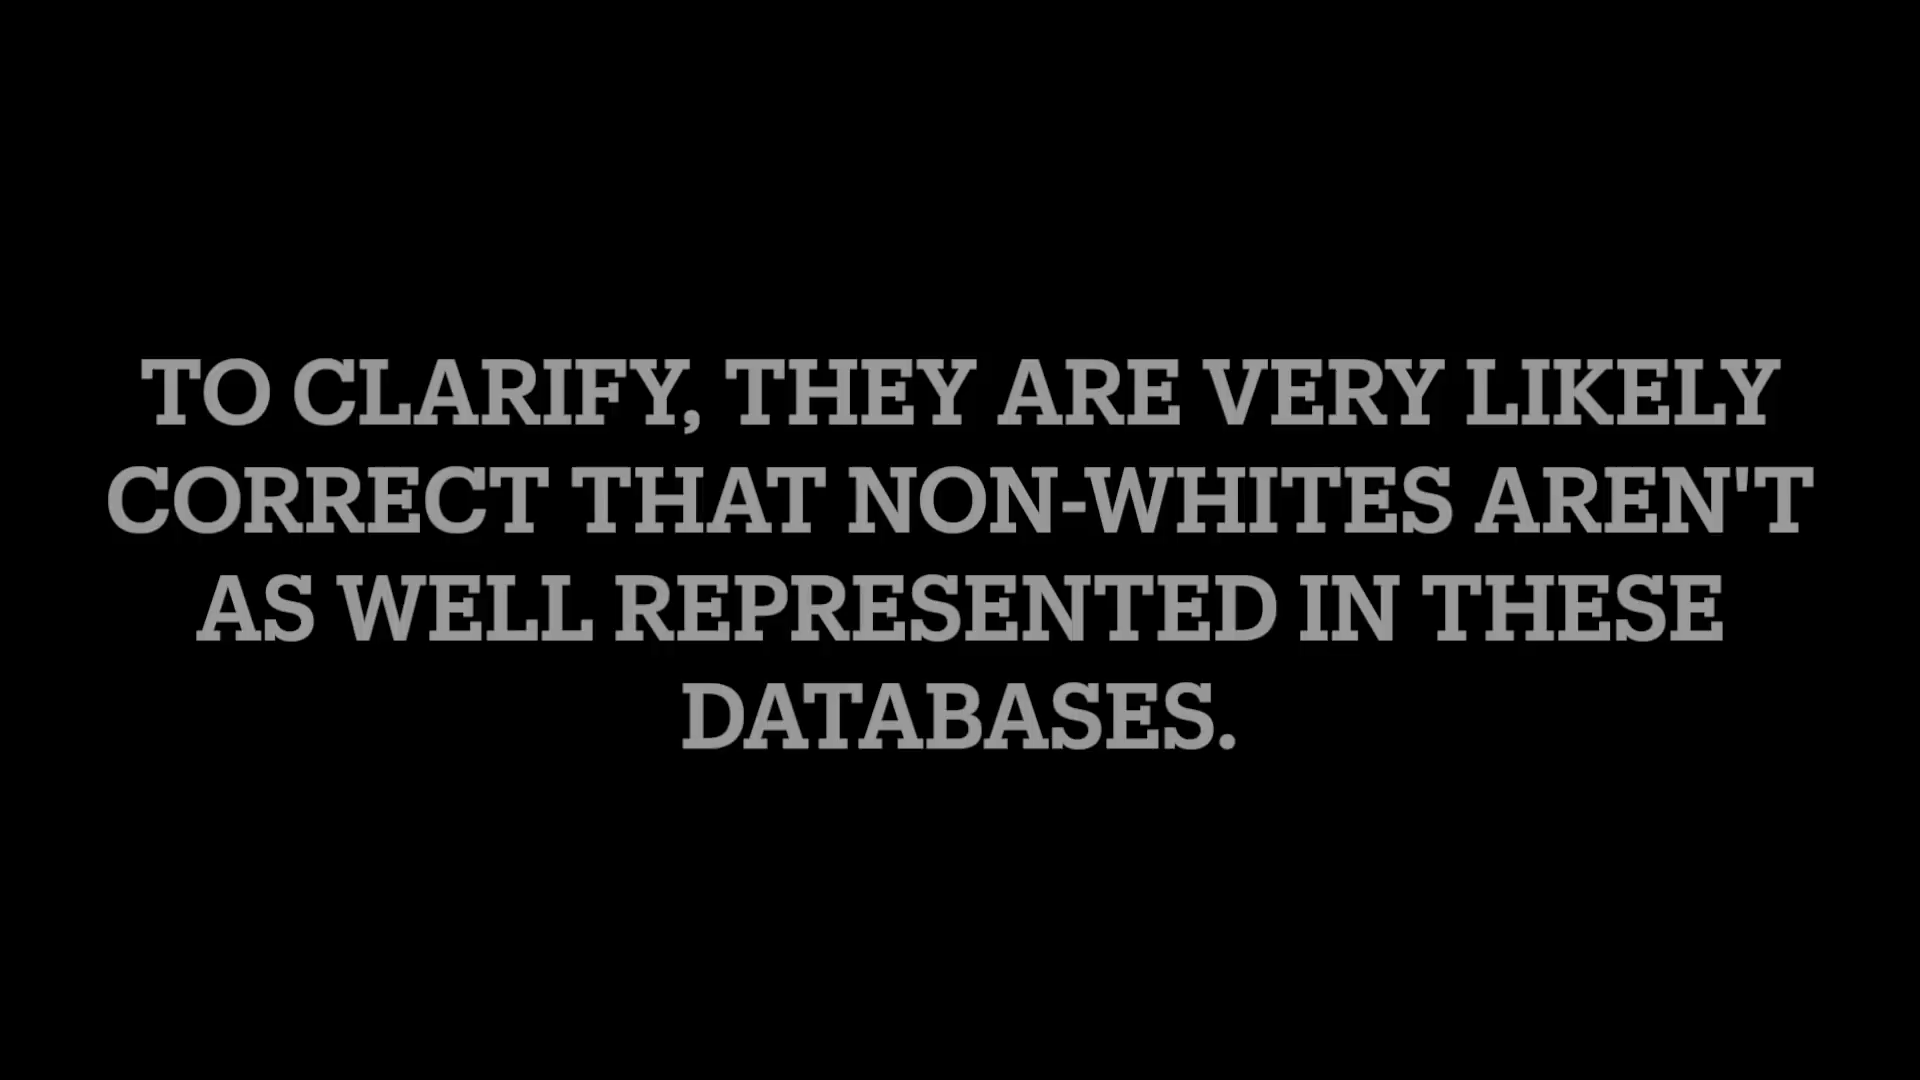 TO CLARIFY, THEY ARE VERY LIKELY
CORRECT THAT NON-WHITES AREN'T
AS WELL REPRESENTED IN THESE
DATABASES.